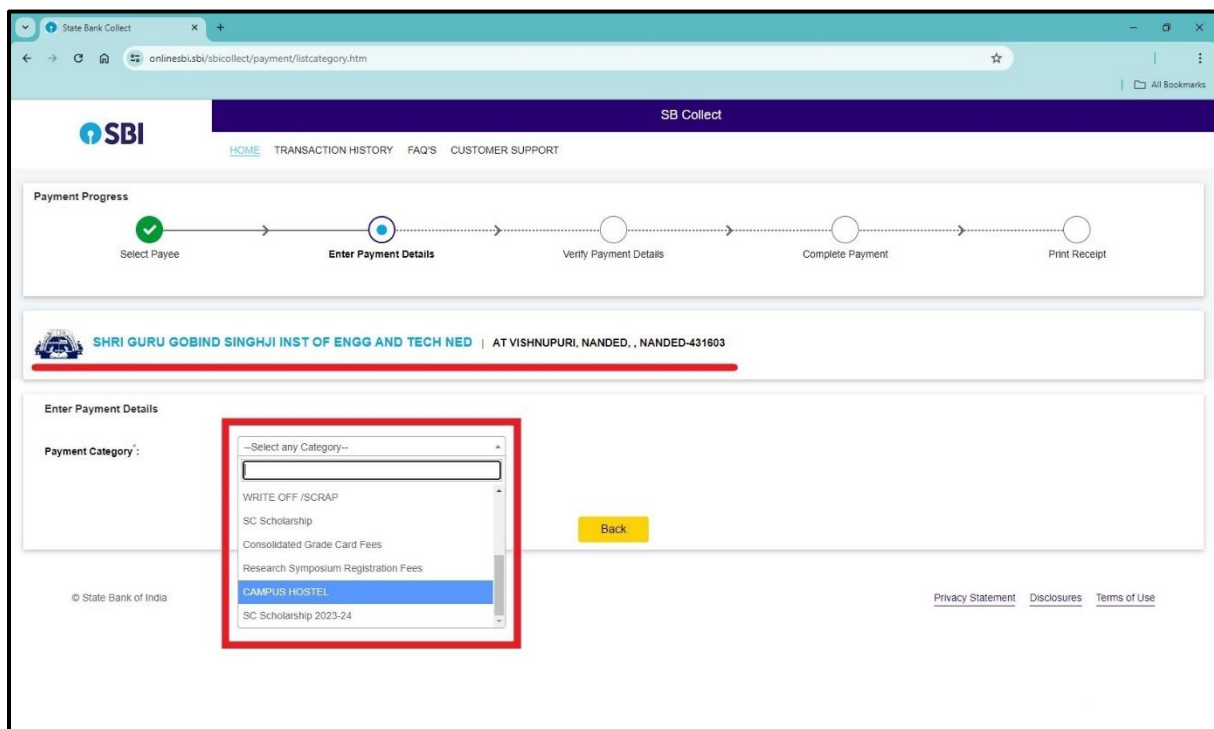 State Bank Collect
onlinesbi.sbi/sbicollect/payment/listcategory.htm
All Bookmarks
SBI
SB Collect
HOME TRANSACTION HISTORY FAQ'S CUSTOMER SUPPORT
Payment Progress
Select Payee Enter Payment Details Verify Payment Details Complete Payment Print Receipt
SHRI GURU GOBIND SINGHJI INST OF ENGG AND TECH NED | AT VISHNUPURI, NANDED, , NANDED-431603
Enter Payment Details
Payment Category*: --Select any Category--
WRITE OFF /SCRAP
SC Scholarship
Consolidated Grade Card Fees
Research Symposium Registration Fees
CAMPUS HOSTEL
SC Scholarship 2023-24
Back
© State Bank of India Privacy Statement Disclosures Terms of Use